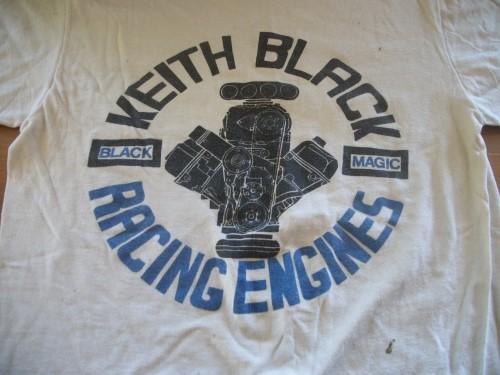 KEITH BLACK
BLACK
MAGIC
RACING ENGINES